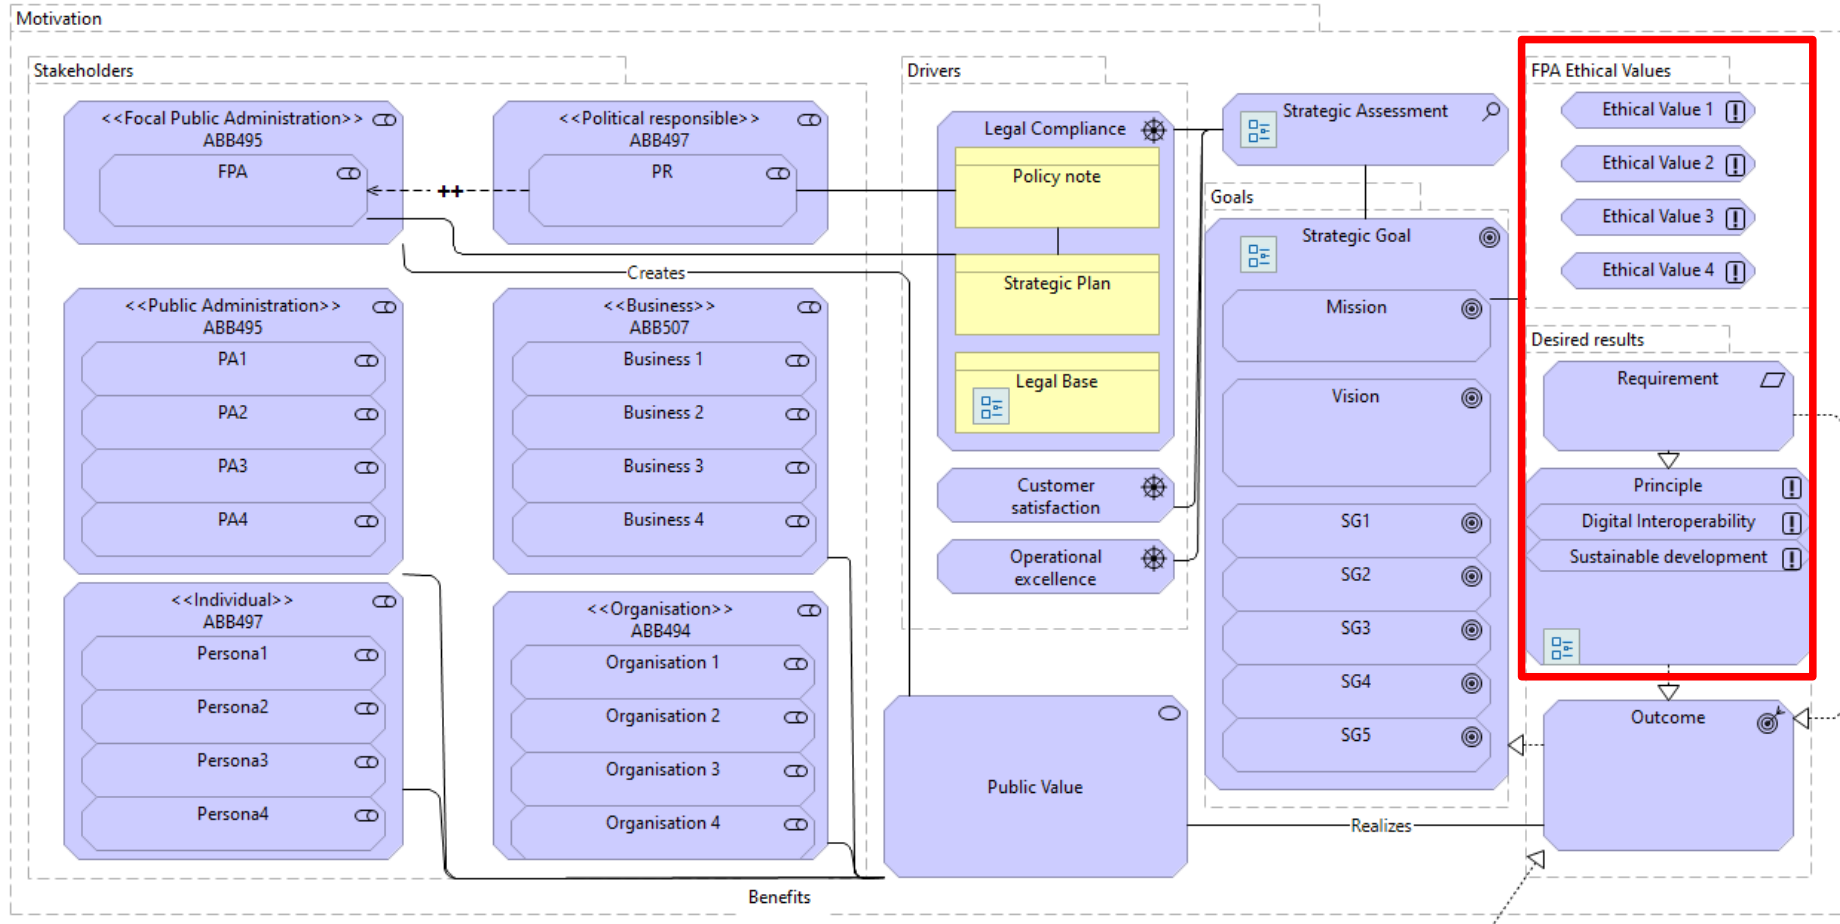 Motivation
Stakeholders
<<Focal Public Administration>>
ABB495
FPA
<<Political responsible>>
ABB497
PR
++
Creates
<<Public Administration>>
ABB495
PA1
PA2
PA3
PA4
<<Business>>
ABB507
Business 1
Business 2
Business 3
Business 4
<<Individual>>
ABB497
Persona1
Persona2
Persona3
Persona4
<<Organisation>>
ABB494
Organisation 1
Organisation 2
Organisation 3
Organisation 4
Benefits
Drivers
Legal Compliance
Policy note
Strategic Plan
Legal Base
Customer
satisfaction
Operational
excellence
Public Value
Strategic Assessment
Goals
Strategic Goal
Mission
Vision
SG1
SG2
SG3
SG4
SG5
Realizes
FPA Ethical Values
Ethical Value 1
Ethical Value 2
Ethical Value 3
Ethical Value 4
Desired results
Requirement
Principle
Digital Interoperability
Sustainable development
Outcome